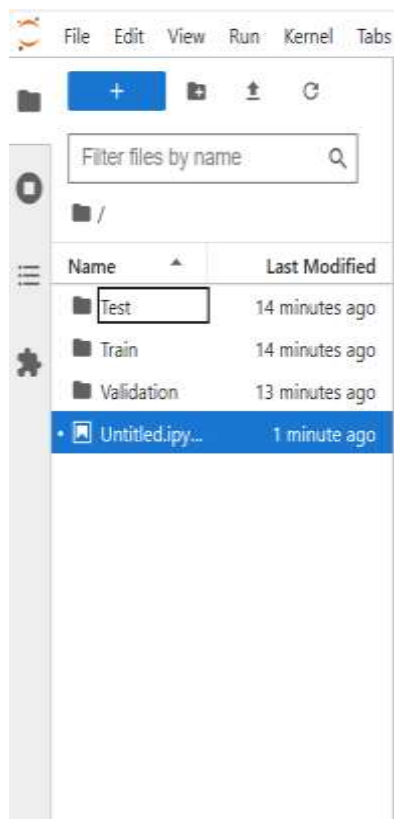 File Edit View Run Kernel Tabs
+
Filter files by name
/
Name Last Modified
Test 14 minutes ago
Train 14 minutes ago
Validation 13 minutes ago
Untitled.ipy... 1 minute ago